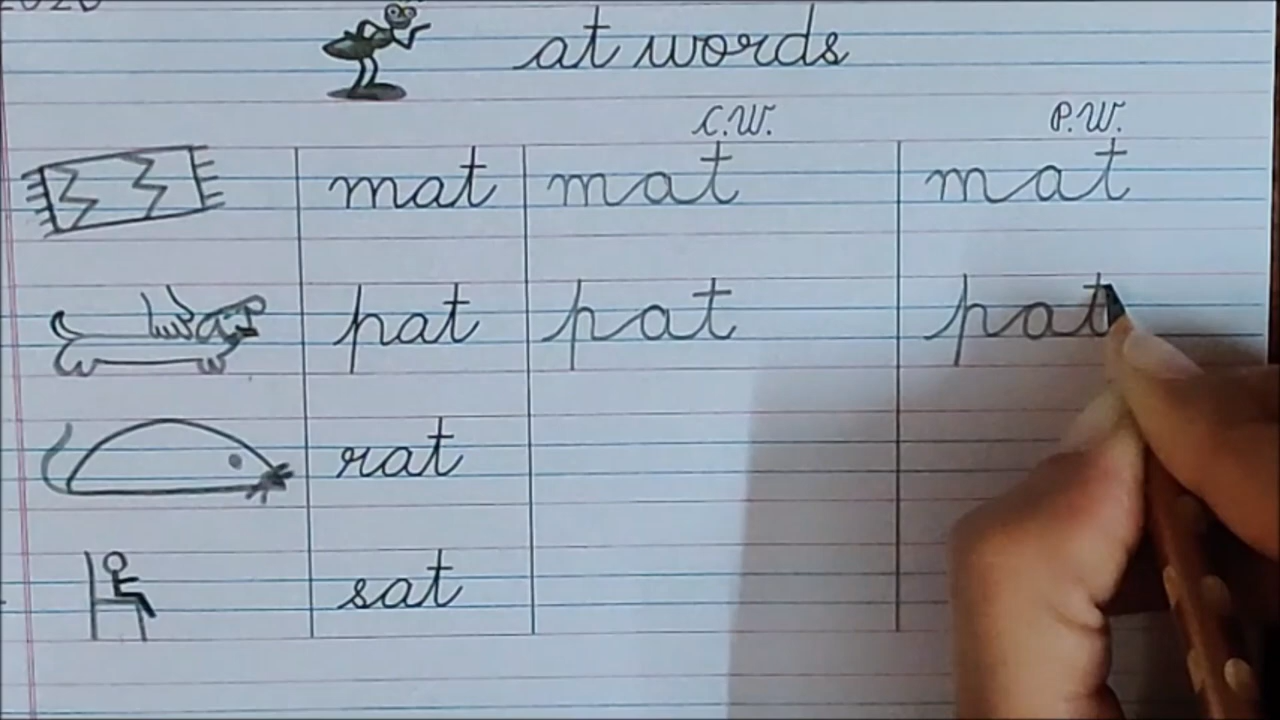 at words
C.W. P.W.
mat mat mat
pat pat pat
rat
sat